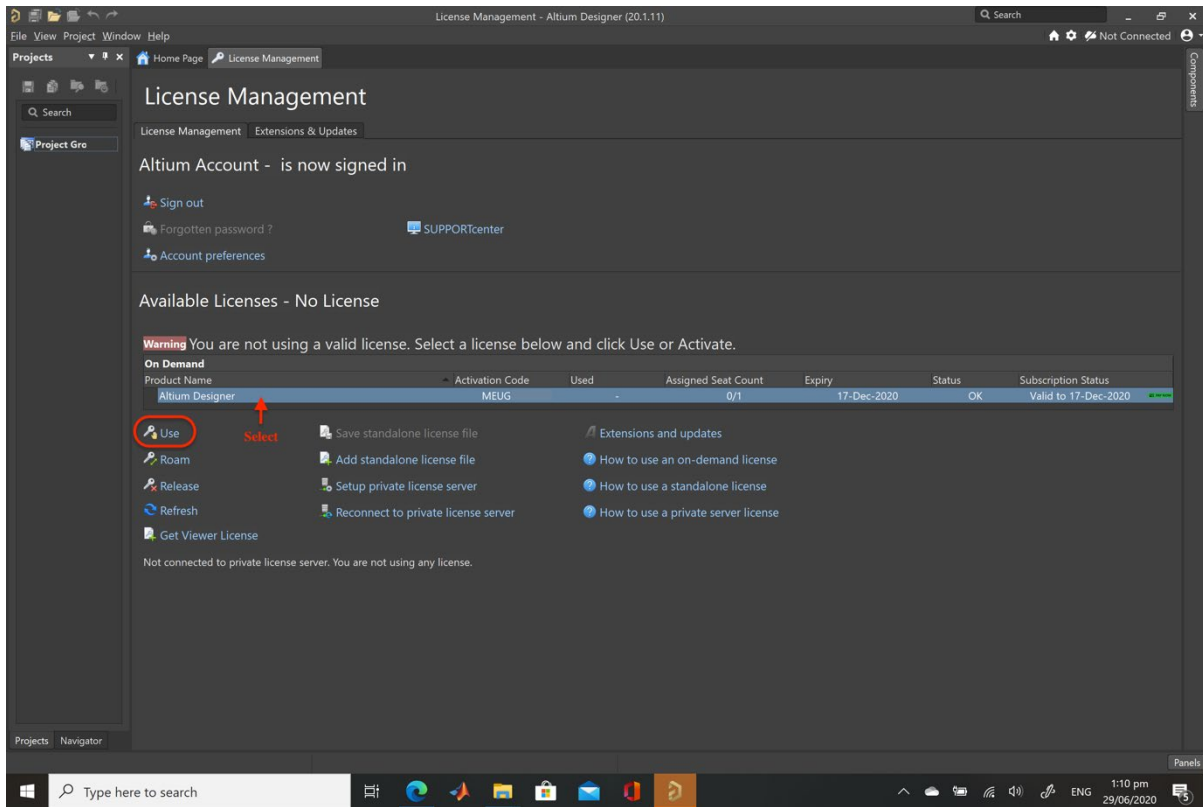 License Management - Altium Designer (20.1.11)
Search
File View Project Window Help
Not Connected
Projects
Home Page
License Management
Components
Search
Project Gro
License Management
License Management
Extensions & Updates
Altium Account - is now signed in
Sign out
Forgotten password ?
SUPPORTcenter
Account preferences
Available Licenses - No License
Warning You are not using a valid license. Select a license below and click Use or Activate.
On Demand
Product Name Activation Code Used Assigned Seat Count Expiry Status Subscription Status
Altium Designer MEUG - 0/1 17-Dec-2020 OK Valid to 17-Dec-2020
Use
Select
Save standalone license file
Extensions and updates
Roam
Add standalone license file
How to use an on-demand license
Release
Setup private license server
How to use a standalone license
Refresh
Reconnect to private license server
How to use a private server license
Get Viewer License
Not connected to private license server. You are not using any license.
Projects Navigator
Panels
Type here to search
ENG
1:10 pm
29/06/2020
5